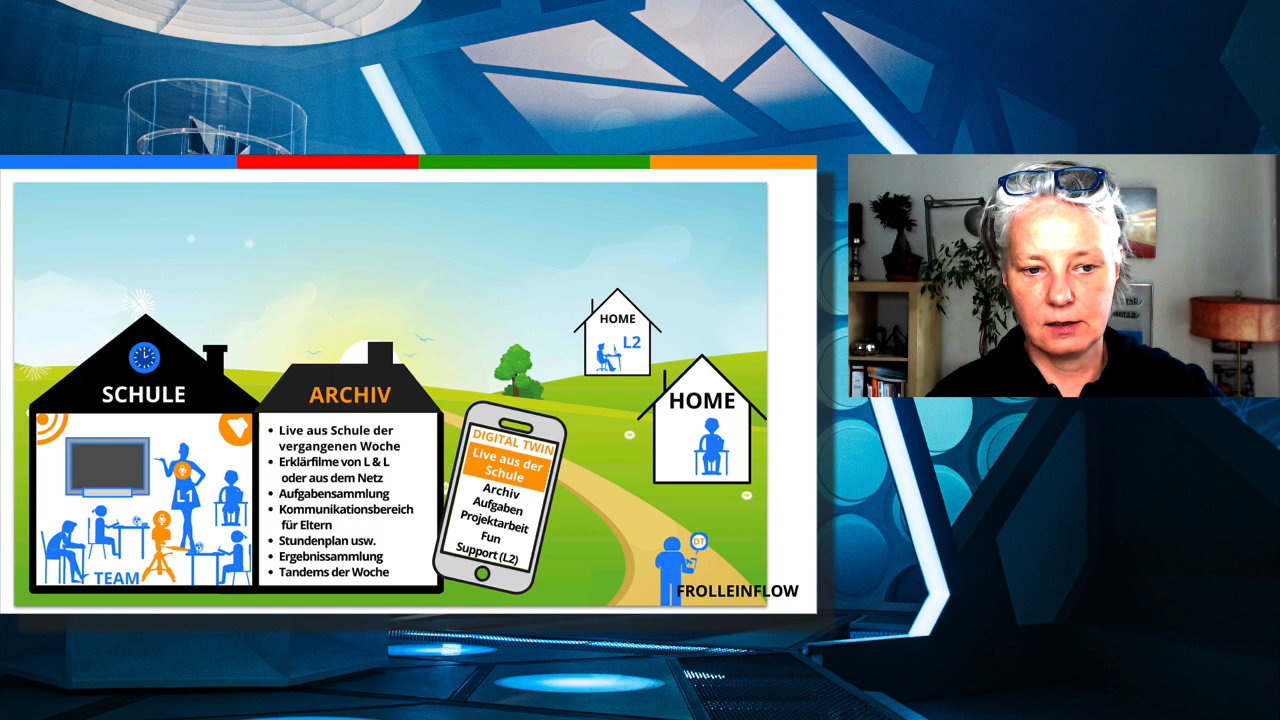 SCHULE
L1
TEAM
ARCHIV
• Live aus Schule der
vergangenen Woche
• Erklärfilme von L & L
oder aus dem Netz
• Aufgabensammlung
• Kommunikationsbereich
für Eltern
• Stundenplan usw.
• Ergebnissammlung
• Tandems der Woche
DIGITAL TWIN
Live aus der
Schule
Archiv
Aufgaben
Projektarbeit
Fun
Support (L2)
HOME
L2
HOME
DT
FROLLEINFLOW